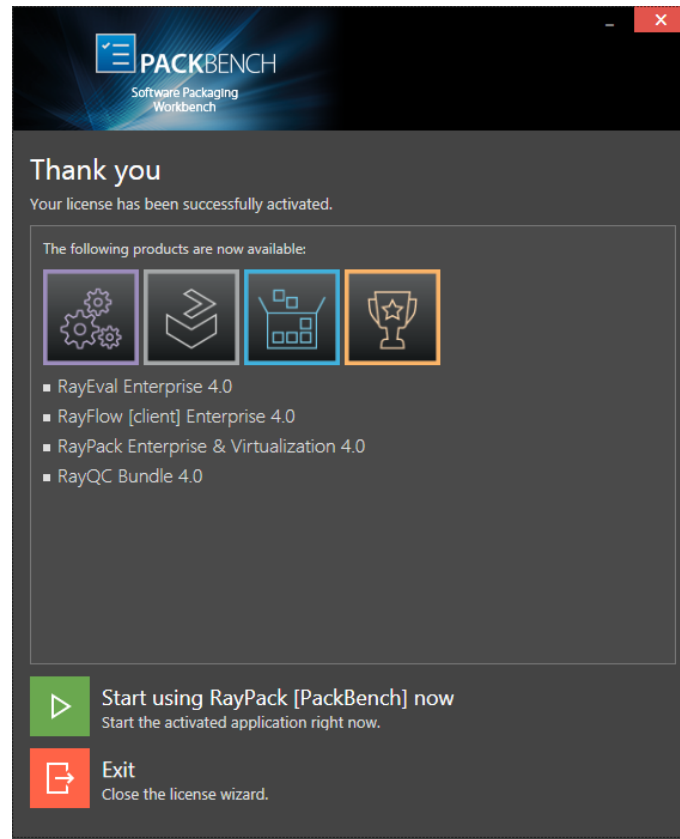 PACKBENCH
Software Packaging
Workbench
Thank you
Your license has been successfully activated.
The following products are now available:
RayEval Enterprise 4.0
RayFlow [client] Enterprise 4.0
RayPack Enterprise & Virtualization 4.0
RayQC Bundle 4.0
Start using RayPack [PackBench] now
Start the activated application right now.
Exit
Close the license wizard.